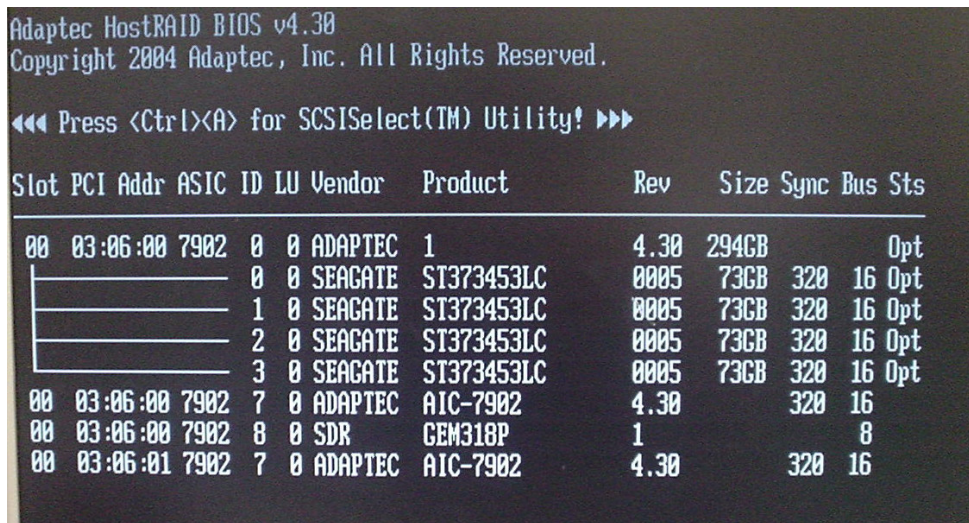 Adaptec HostRAID BIOS v4.30
Copyright 2004 Adaptec, Inc. All Rights Reserved.
◄◄◄ Press <Ctrl><A> for SCSISelect(TM) Utility! ►►►
Slot PCI Addr ASIC ID LU Vendor Product Rev Size Sync Bus Sts
00 03:06:00 7902 0 0 ADAPTEC 1 4.30 294GB Opt
0 0 SEAGATE ST373453LC 0005 73GB 320 16 Opt
1 0 SEAGATE ST373453LC 0005 73GB 320 16 Opt
2 0 SEAGATE ST373453LC 0005 73GB 320 16 Opt
3 0 SEAGATE ST373453LC 0005 73GB 320 16 Opt
00 03:06:00 7902 7 0 ADAPTEC AIC-7902 4.30 320 16
00 03:06:00 7902 8 0 SDR GEM318P 1 8
00 03:06:01 7902 7 0 ADAPTEC AIC-7902 4.30 320 16